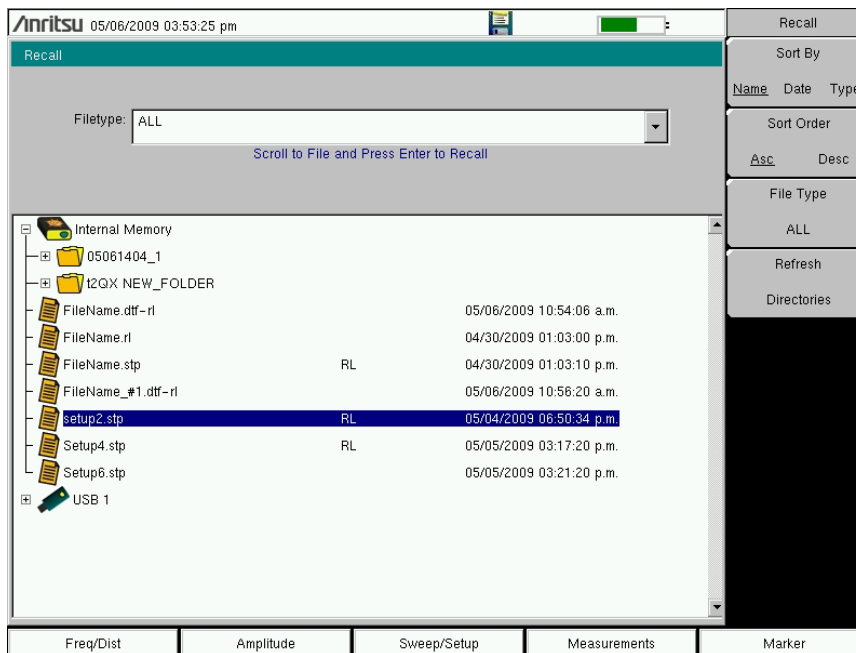 Anritsu 05/06/2009 03:53:25 pm
Recall
Filetype: ALL
Scroll to File and Press Enter to Recall
Internal Memory
05061404_1
t2QX NEW_FOLDER
FileName.dtf-rl 05/06/2009 10:54:06 a.m.
FileName.rl 04/30/2009 01:03:00 p.m.
FileName.stp RL 04/30/2009 01:03:10 p.m.
FileName_#1.dtf-rl 05/06/2009 10:56:20 a.m.
setup2.stp RL 05/04/2009 06:50:34 p.m.
Setup4.stp RL 05/05/2009 03:17:20 p.m.
Setup6.stp 05/05/2009 03:21:20 p.m.
USB 1
Recall
Sort By
Name Date Type
Sort Order
Asc Desc
File Type
ALL
Refresh
Directories
Freq/Dist Amplitude Sweep/Setup Measurements Marker